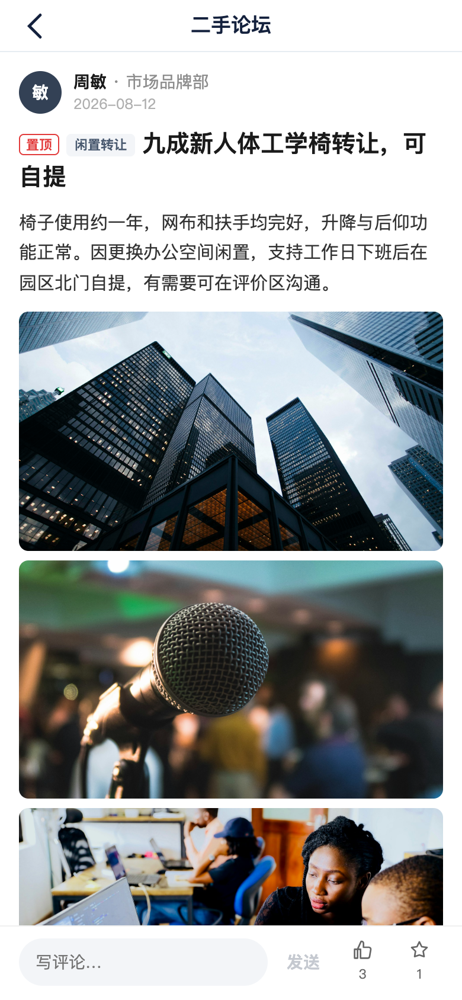 二手论坛
敏
周敏 · 市场品牌部
2026-08-12
置顶 闲置转让 九成新人体工学椅转让，可
自提
椅子使用约一年，网布和扶手均完好，升降与后仰功
能正常。因更换办公空间闲置，支持工作日下班后在
园区北门自提，有需要可在评价区沟通。
写评论... 发送
3 1